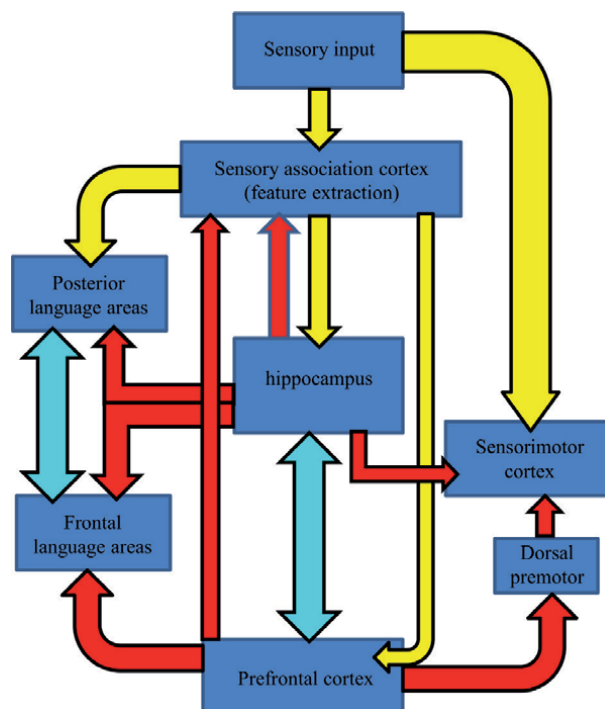 Sensory input
Sensory association cortex
(feature extraction)
Posterior
language areas
hippocampus
Sensorimotor
cortex
Frontal
language areas
Dorsal
premotor
Prefrontal cortex